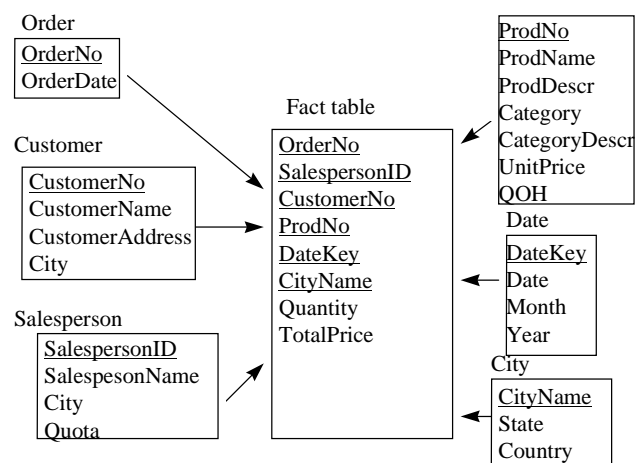 Order
OrderNo
OrderDate
Customer
CustomerNo
CustomerName
CustomerAddress
City
Salesperson
SalespersonID
SalespesonName
City
Quota
Fact table
OrderNo
SalespersonID
CustomerNo
ProdNo
DateKey
CityName
Quantity
TotalPrice
ProdNo
ProdName
ProdDescr
Category
CategoryDescr
UnitPrice
QOH
Date
DateKey
Date
Month
Year
City
CityName
State
Country